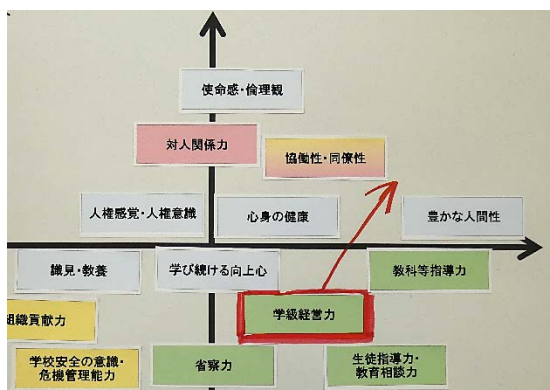 使命感・倫理観
対人関係力
協働性・同僚性
人権感覚・人権意識
心身の健康
豊かな人間性
識見・教養
学び続ける向上心
教科等指導力
組織貢献力
学級経営力
学校安全の意識・
危機管理能力
省察力
生徒指導力・
教育相談力